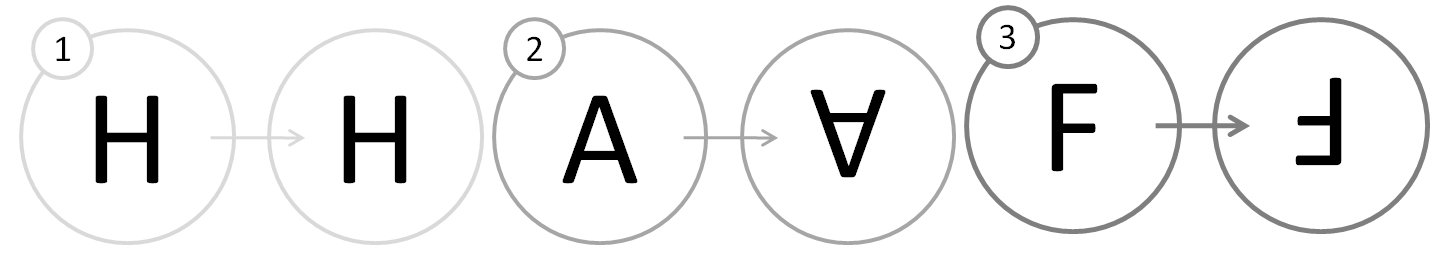 1 H H 2 A ∀ 3 F Ⅎ